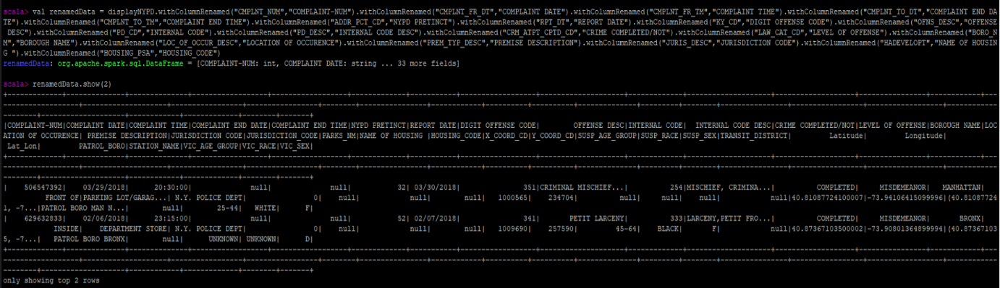 scala> val renamedData = displayNYPD.withColumnRenamed("CMPLNT_NUM","COMPLAINT-NUM").withColumnRenamed("CMPLNT_FR_DT","COMPLAINT DATE").withColumnRenamed("CMPLNT_FR_TM","COMPLAINT TIME").withColumnRenamed("CMPLNT_TO_DT","COMPLAINT END DA
TE").withColumnRenamed("CMPLNT_TO_TM","COMPLAINT END TIME").withColumnRenamed("ADDR_PCT_CD","NYPD PRETINCT").withColumnRenamed("RPT_DT","REPORT DATE").withColumnRenamed("KY_CD","DIGIT OFFENSE CODE").withColumnRenamed("OFNS_DESC","OFFENSE
 DESC").withColumnRenamed("PD_CD","INTERNAL CODE").withColumnRenamed("PD_DESC","INTERNAL CODE DESC").withColumnRenamed("CRM_ATPT_CPTD_CD","CRIME COMPLETED/NOT").withColumnRenamed("LAW_CAT_CD","LEVEL OF OFFENSE").withColumnRenamed("BORO_N
M","BOROUGH NAME").withColumnRenamed("LOC_OF_OCCUR_DESC","LOCATION OF OCCURENCE").withColumnRenamed("PREM_TYP_DESC","PREMISE DESCRIPTION").withColumnRenamed("JURIS_DESC","JURISDICTION CODE").withColumnRenamed("HADEVELOPT","NAME OF HOUSIN
G ").withColumnRenamed("HOUSING_PSA","HOUSING_CODE")
renamedData: org.apache.spark.sql.DataFrame = [COMPLAINT-NUM: int, COMPLAINT DATE: string ... 33 more fields]
scala> renamedData.show(2)
|COMPLAINT-NUM|COMPLAINT DATE|COMPLAINT TIME|COMPLAINT END DATE|COMPLAINT END TIME|NYPD PRETINCT|REPORT DATE|DIGIT OFFENSE CODE| OFFENSE DESC|INTERNAL CODE| INTERNAL CODE DESC|CRIME COMPLETED/NOT|LEVEL OF OFFENSE|BOROUGH NAME|LOC
ATION OF OCCURENCE| PREMISE DESCRIPTION|JURISDICTION CODE|JURISDICTION_CODE|PARKS_NM|NAME OF HOUSING |HOUSING_CODE|X_COORD_CD|Y_COORD_CD|SUSP_AGE_GROUP|SUSP_RACE|SUSP_SEX|TRANSIT_DISTRICT| Latitude| Longitude|
 Lat_Lon| PATROL_BORO|STATION_NAME|VIC_AGE_GROUP|VIC_RACE|VIC_SEX|
| 506547392| 03/29/2018| 20:30:00| null| null| 32| 03/30/2018| 351|CRIMINAL MISCHIEF...| 254|MISCHIEF, CRIMINA...| COMPLETED| MISDEMEANOR| MANHATTAN|
 FRONT OF|PARKING LOT/GARAG...| N.Y. POLICE DEPT| 0| null| null| null| 1000565| 234704| null| null| null| null|40.81087724100007|-73.94106415099996|(40.81087724
1, -7...|PATROL BORO MAN N...| null| 25-44| WHITE| F|
| 629632833| 02/06/2018| 23:15:00| null| null| 52| 02/07/2018| 341| PETIT LARCENY| 333|LARCENY,PETIT FRO...| COMPLETED| MISDEMEANOR| BRONX|
 INSIDE| DEPARTMENT STORE| N.Y. POLICE DEPT| 0| null| null| null| 1009690| 257590| 45-64| BLACK| F| null|40.87367103500002|-73.90801364899994|(40.87367103
5, -7...| PATROL BORO BRONX| null| UNKNOWN| UNKNOWN| D|
only showing top 2 rows